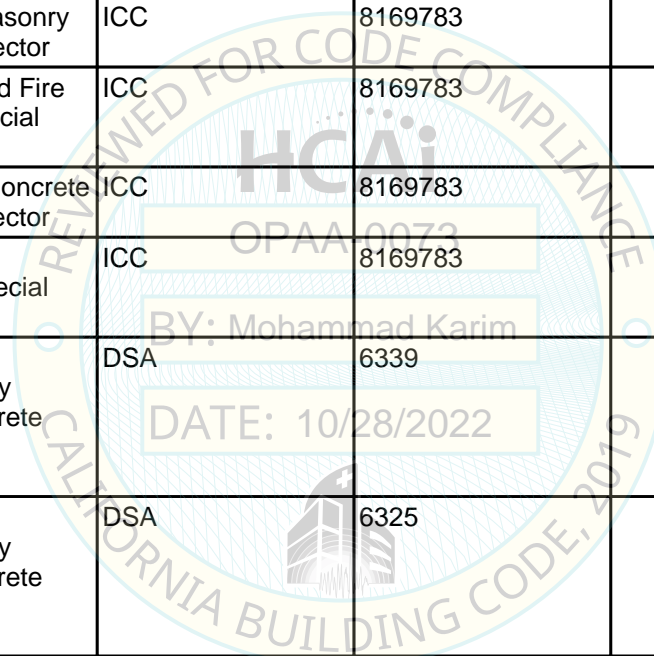 asonry ICC 8169783
ector
d Fire ICC 8169783
cial
oncrete ICC 8169783
ector
ICC 8169783
ecial
DSA 6339
y
rete
DSA 6325
y
rete
REVIEWED FOR CODE COMPLIANCE
HCAi
OPAA-0073
BY: Mohammad Karim
DATE: 10/28/2022
CALIFORNIA BUILDING CODE, 2019